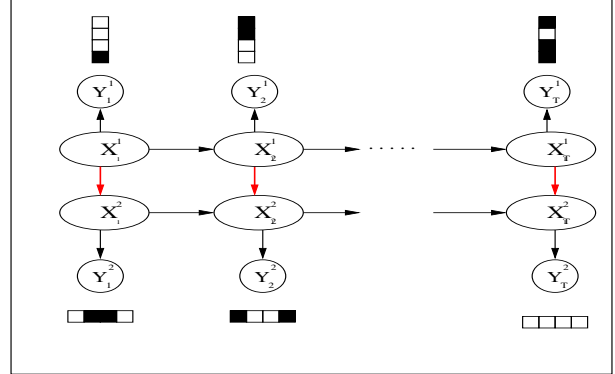 Y 1 1 Y 1 2 Y 1 T
X 1 1 X 1 2 . . . . . X 1 T
X 2 1 X 2 2 X 2 T
Y 2 1 Y 2 2 Y 2 T